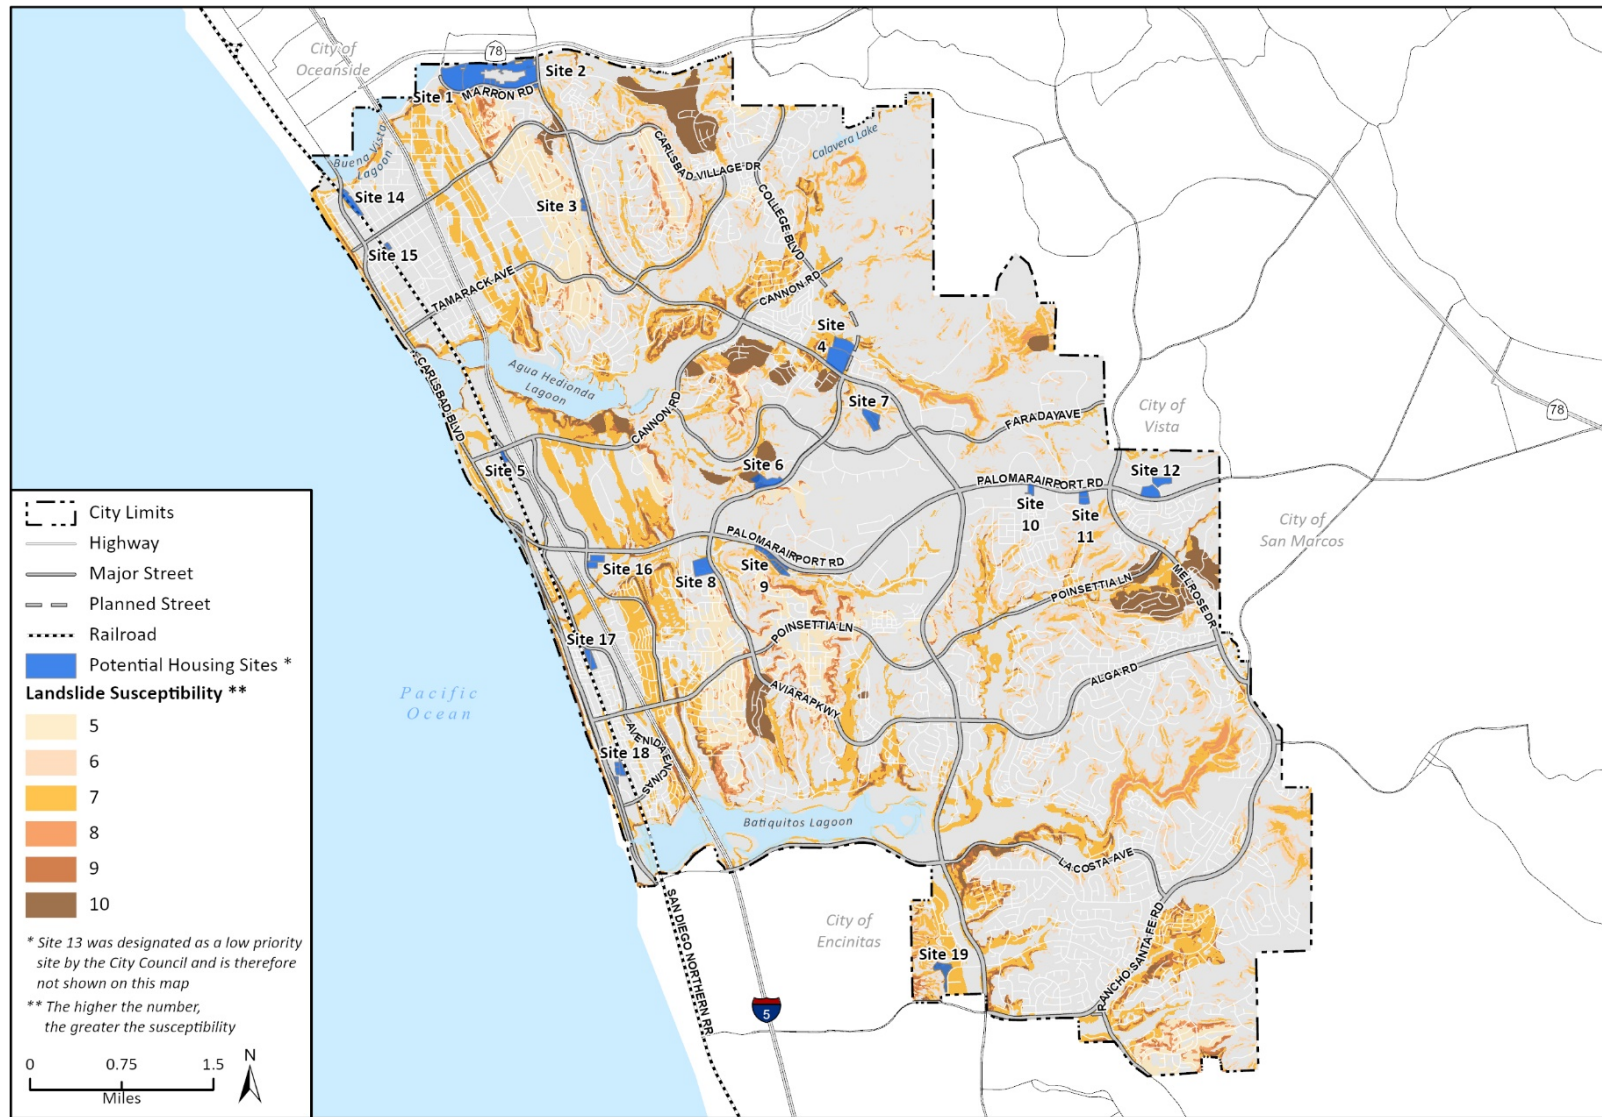 78
City of
Oceanside
Site 2
Site 1
MARRON RD
Buena Vista
Lagoon
CARLSBAD VILLAGE DR
Calavera Lake
Site 14
Site 3
COLLEGE BLVD
Site 15
TAMARACK AVE
CANNON RD
Site
4
Agua Hedionda
Lagoon
CARLSBAD BLVD
CANNON RD
Site 7
FARADAY AVE
City of
Vista
78
Site 5
Site 6
Site 12
PALOMAR AIRPORT RD
Site
10
Site
11
City of
San Marcos
PALOMAR AIRPORT RD
Site 16
Site 8
Site
9
MELROSE DR
POINSETTIA LN
Site 17
POINSETTIA LN
ALGA RD
AVIARA PKWY
Pacific
Ocean
AVENIDA ENCINAS
Site 18
Batiquitos Lagoon
LA COSTA AVE
SAN DIEGO NORTHERN RR
City of
Encinitas
RANCHO SANTA FE RD
Site 19
5
City Limits
Highway
Major Street
Planned Street
Railroad
Potential Housing Sites *
Landslide Susceptibility **
5
6
7
8
9
10
* Site 13 was designated as a low priority
site by the City Council and is therefore
not shown on this map
** The higher the number,
the greater the susceptibility
0 0.75 1.5
Miles
N